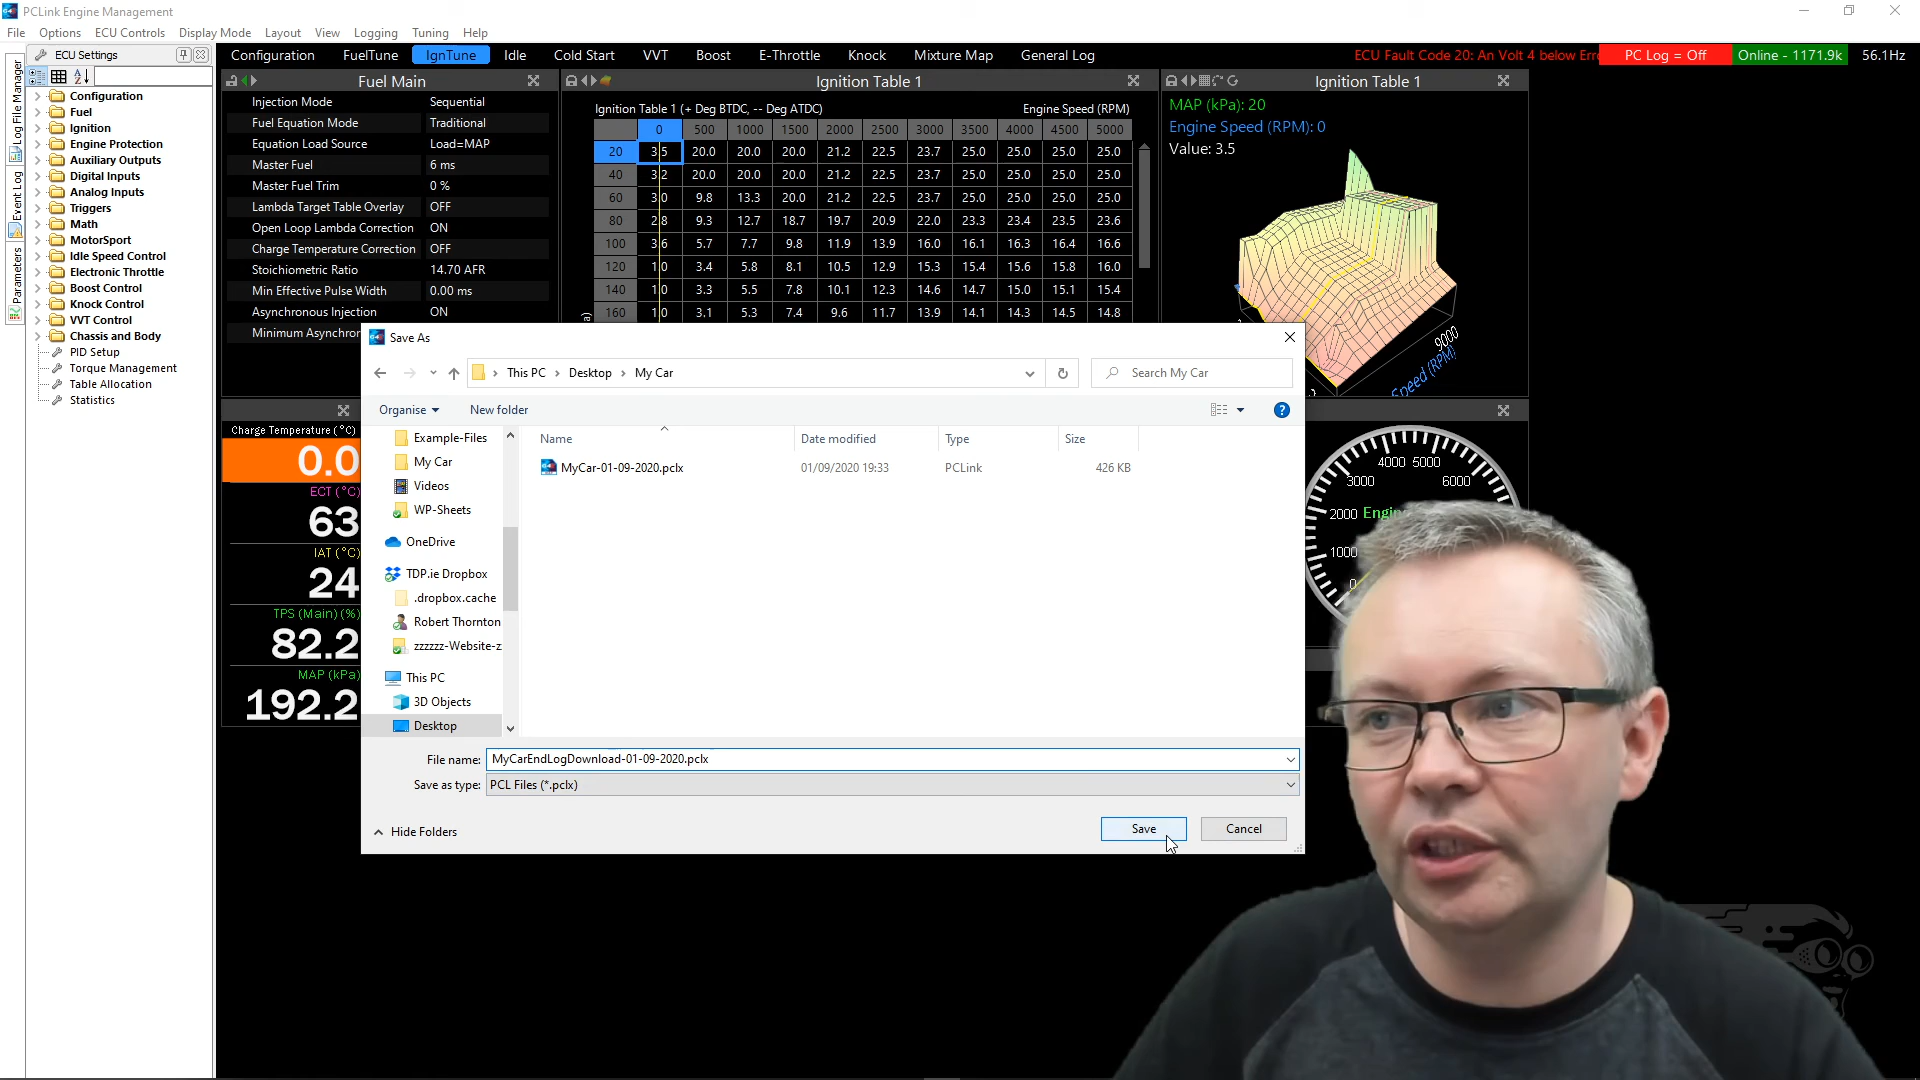 PCLink Engine Management
File Options ECU Controls Display Mode Layout View Logging Tuning Help
ECU Settings
Log File Manager
Event Log
Parameters
Configuration
Fuel
Ignition
Engine Protection
Auxiliary Outputs
Digital Inputs
Analog Inputs
Triggers
Math
MotorSport
Idle Speed Control
Electronic Throttle
Boost Control
Knock Control
VVT Control
Chassis and Body
PID Setup
Torque Management
Table Allocation
Statistics
Configuration FuelTune IgnTune Idle Cold Start VVT Boost E-Throttle Knock Mixture Map General Log
ECU Fault Code 20: An Volt 4 below Erro
PC Log = Off
Online - 1171.9k
56.1Hz
Fuel Main
Injection Mode Sequential
Fuel Equation Mode Traditional
Equation Load Source Load=MAP
Master Fuel 6 ms
Master Fuel Trim 0 %
Lambda Target Table Overlay OFF
Open Loop Lambda Correction ON
Charge Temperature Correction OFF
Stoichiometric Ratio 14.70 AFR
Min Effective Pulse Width 0.00 ms
Asynchronous Injection ON
Minimum Asynchron
Ignition Table 1
Ignition Table 1 (+ Deg BTDC, -- Deg ATDC) Engine Speed (RPM)
0 500 1000 1500 2000 2500 3000 3500 4000 4500 5000
20 3.5 20.0 20.0 20.0 21.2 22.5 23.7 25.0 25.0 25.0 25.0
40 3.2 20.0 20.0 20.0 21.2 22.5 23.7 25.0 25.0 25.0 25.0
60 3.0 9.8 13.3 20.0 21.2 22.5 23.7 25.0 25.0 25.0 25.0
80 2.8 9.3 12.7 18.7 19.7 20.9 22.0 23.3 23.4 23.5 23.6
100 3.6 5.7 7.7 9.8 11.9 13.9 16.0 16.1 16.3 16.4 16.6
120 1.0 3.4 5.8 8.1 10.5 12.9 15.3 15.4 15.6 15.8 16.0
140 1.0 3.3 5.5 7.8 10.1 12.3 14.6 14.7 15.0 15.1 15.4
160 1.0 3.1 5.3 7.4 9.6 11.7 13.9 14.1 14.3 14.5 14.8
Ignition Table 1
MAP (kPa): 20
Engine Speed (RPM): 0
Value: 3.5
9000
Speed (RPM)
Charge Temperature (°C)
0.0
ECT (°C)
63
IAT (°C)
24
TPS (Main) (%)
82.2
MAP (kPa)
192.2
0 1000 2000 3000 4000 5000 6000
Engin
Save As
This PC > Desktop > My Car
Search My Car
Organise New folder
Example-Files
My Car
Videos
WP-Sheets
OneDrive
TDP.ie Dropbox
.dropbox.cache
Robert Thornton
zzzzzz-Website-z
This PC
3D Objects
Desktop
Name Date modified Type Size
MyCar-01-09-2020.pclx 01/09/2020 19:33 PCLink 426 KB
File name: MyCarEndLogDownload-01-09-2020.pclx
Save as type: PCL Files (*.pclx)
Hide Folders
Save Cancel